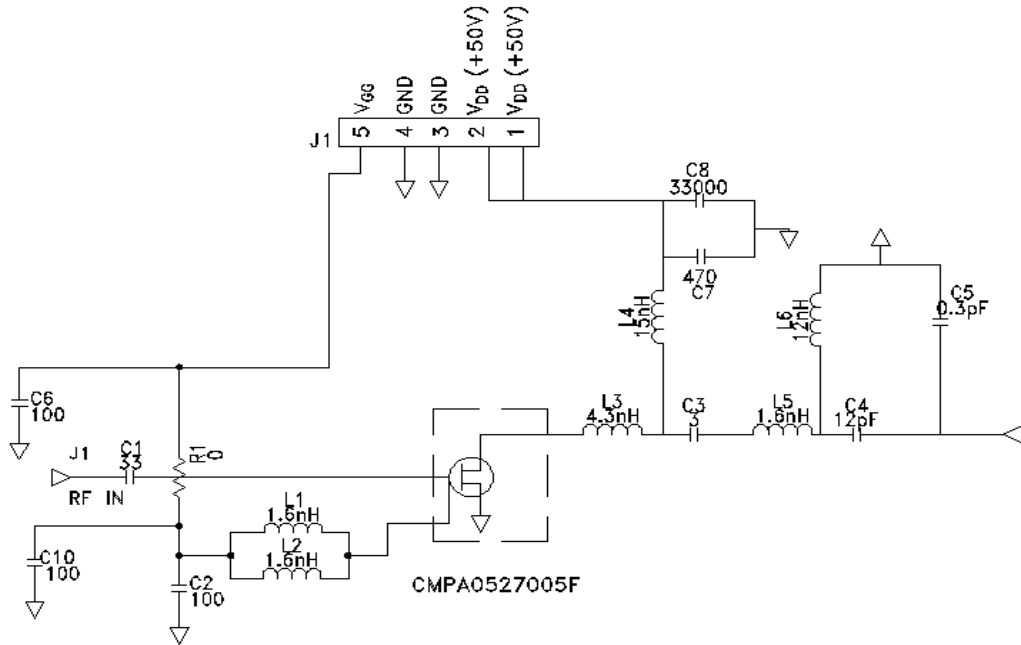 VGG
GND
GND
VDD (+50V)
VDD (+50V)
J1
5
4
3
2
1
C8
33000
470
C7
L4
15nH
L6
12nH
C5
0.3pF
C6
100
L3
4.3nH
C3
3
L5
1.6nH
C4
12pF
J1
C1
33
R1
0
RF IN
L1
1.6nH
L2
1.6nH
C10
100
C2
100
CMPA0527005F